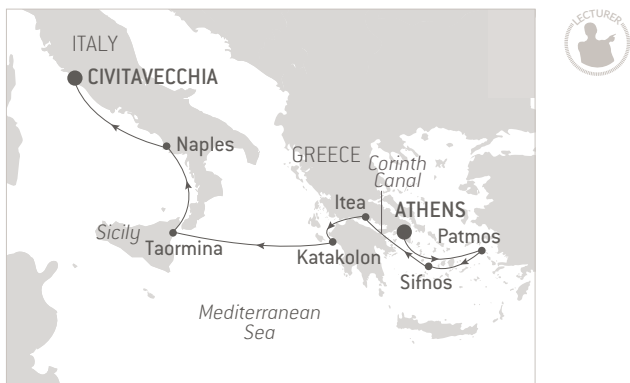 LECTURER
ITALY
CIVITAVECCHIA
Naples
GREECE
Corinth
Canal
Itea
ATHENS
Patmos
Sicily
Taormina
Katakolon
Sifnos
Mediterranean
Sea